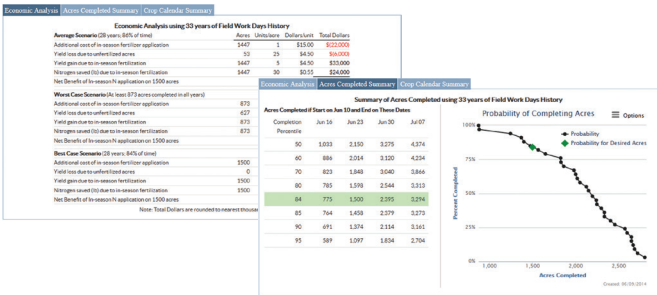 Economic Analysis Acres Completed Summary Crop Calendar Summary
Economic Analysis using 33 years of Field Work Days History
Average Scenario (28 years; 86% of time) Acres Units/acre Dollars/unit Total Dollars
Additional cost of in-season fertilizer application 1447 1 $15.00 $(22,000)
Yield loss due to unfertilized acres 53 25 $4.50 $(6,000)
Yield gain due to in-season fertilization 1447 5 $4.50 $33,000
Nitrogen saved (lb) due to in-season fertilization 1447 30 $0.55 $24,000
Net Benefit of In-season N application on 1500 acres
Worst Case Scenario (At least 873 acres completed in all years)
Additional cost of in-season fertilizer application 873
Yield loss due to unfertilized acres 627
Yield gain due to in-season fertilization 873
Nitrogen saved (lb) due to in-season fertilization 873
Net Benefit of In-season N application on 1500 acres
Best Case Scenario (28 years; 84% of time)
Additional cost of in-season fertilizer application 1500
Yield loss due to unfertilized acres 0
Yield gain due to in-season fertilization 1500
Nitrogen saved (lb) due to in-season fertilization 1500
Net Benefit of In-season N application on 1500 acres
Note: Total Dollars are rounded to nearest thousa
Economic Analysis Acres Completed Summary Crop Calendar Summary
Summary of Acres Completed using 33 years of Field Work Days History
Acres Completed if Start on Jun 10 and End on These Dates
Completion Percentile Jun 16 Jun 23 Jun 30 Jul 07
50 1,033 2,150 3,275 4,374
60 886 2,014 3,120 4,234
70 823 1,848 3,040 3,866
80 785 1,598 2,544 3,313
84 775 1,500 2,395 3,294
85 764 1,458 2,379 3,273
90 691 1,374 2,114 3,161
95 589 1,097 1,834 2,704
Probability of Completing Acres
Options
Probability
Probability for Desired Acres
Percent Completed
100%
75%
50%
25%
0%
1,000 1,500 2,000 2,500
Acres Completed